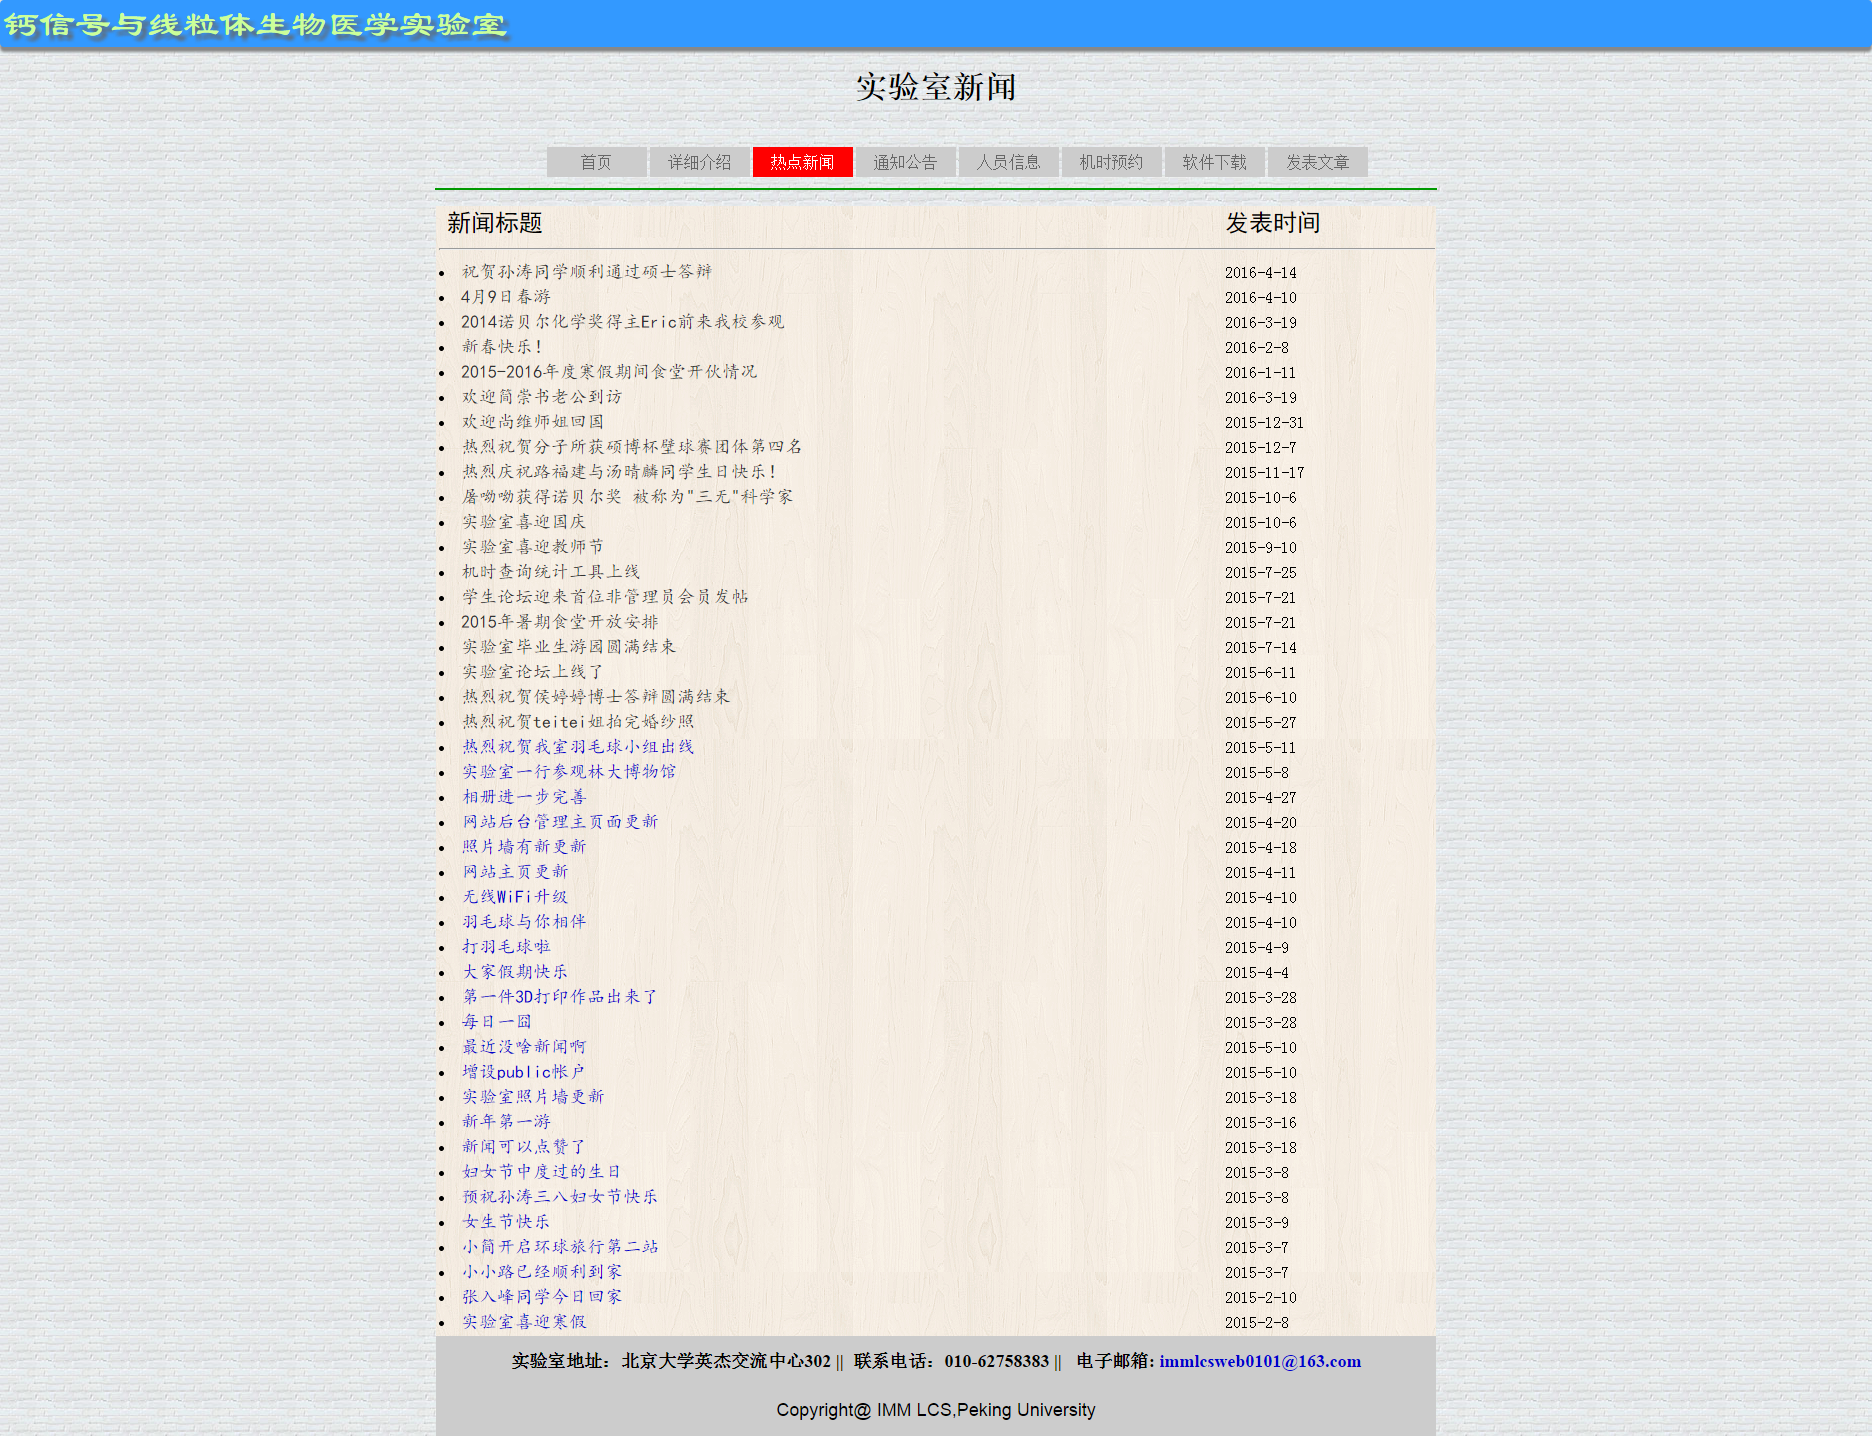 钙信号与线粒体生物医学实验室
实验室新闻
首页 详细介绍 热点新闻 通知公告 人员信息 机时预约 软件下载 发表文章
新闻标题 发表时间
祝贺孙涛同学顺利通过硕士答辩 2016-4-14
4月9日春游 2016-4-10
2014诺贝尔化学奖得主Eric前来我校参观 2016-3-19
新春快乐! 2016-2-8
2015-2016年度寒假期间食堂开伙情况 2016-1-11
欢迎简崇书老公到访 2016-3-19
欢迎尚维师姐回国 2015-12-31
热烈祝贺分子所获硕博杯壁球赛团体第四名 2015-12-7
热烈庆祝路福建与汤晴麟同学生日快乐! 2015-11-17
屠呦呦获得诺贝尔奖 被称为"三无"科学家 2015-10-6
实验室喜迎国庆 2015-10-6
实验室喜迎教师节 2015-9-10
机时查询统计工具上线 2015-7-25
学生论坛迎来首位非管理员会员发帖 2015-7-21
2015年暑期食堂开放安排 2015-7-21
实验室毕业生游园圆满结束 2015-7-14
实验室论坛上线了 2015-6-11
热烈祝贺侯婷婷博士答辩圆满结束 2015-6-10
热烈祝贺teitei姐拍完婚纱照 2015-5-27
热烈祝贺我室羽毛球小组出线 2015-5-11
实验室一行参观林大博物馆 2015-5-8
相册进一步完善 2015-4-27
网站后台管理主页面更新 2015-4-20
照片墙有新更新 2015-4-18
网站主页更新 2015-4-11
无线WiFi升级 2015-4-10
羽毛球与你相伴 2015-4-10
打羽毛球啦 2015-4-9
大家假期快乐 2015-4-4
第一件3D打印作品出来了 2015-3-28
每日一囧 2015-3-28
最近没啥新闻啊 2015-5-10
增设public帐户 2015-5-10
实验室照片墙更新 2015-3-18
新年第一游 2015-3-16
新闻可以点赞了 2015-3-18
妇女节中度过的生日 2015-3-8
预祝孙涛三八妇女节快乐 2015-3-8
女生节快乐 2015-3-9
小简开启环球旅行第二站 2015-3-7
小小路已经顺利到家 2015-3-7
张入峰同学今日回家 2015-2-10
实验室喜迎寒假 2015-2-8
实验室地址：北京大学英杰交流中心302 || 联系电话：010-62758383 || 电子邮箱: immlcsweb0101@163.com
Copyright@ IMM LCS,Peking University